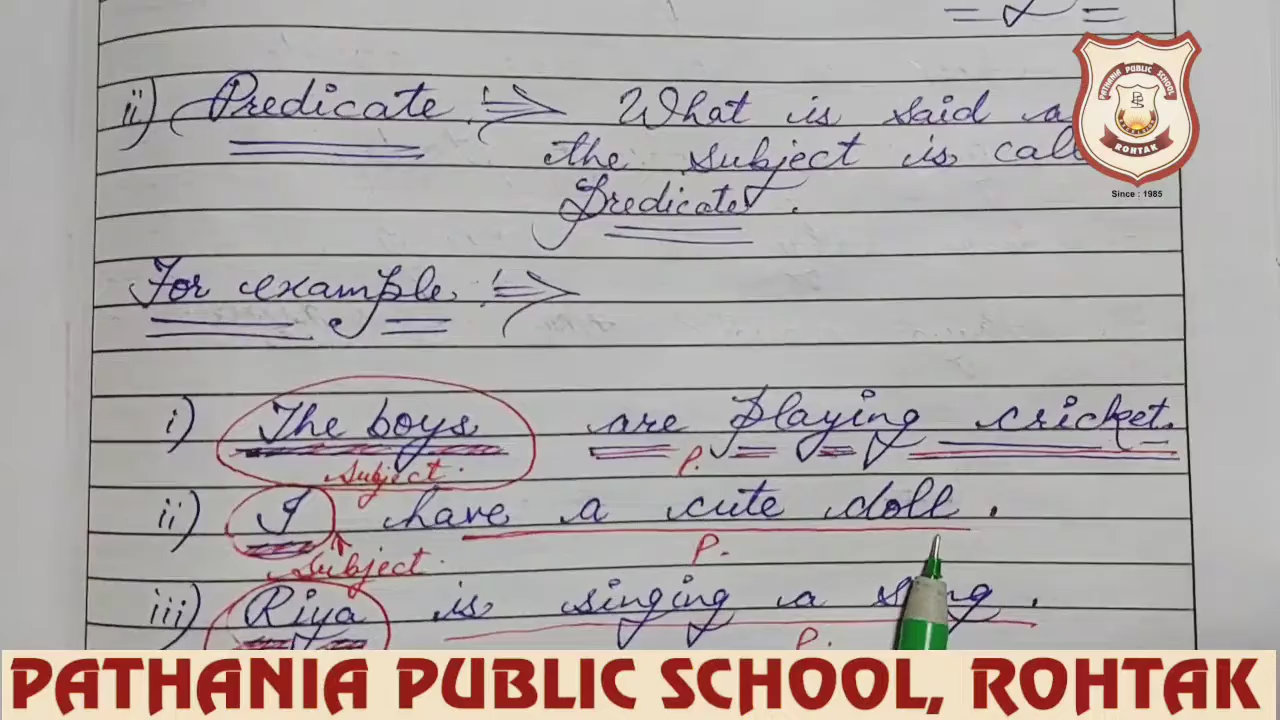 ii) Predicate :⇒ What is said a
the subject is call
Predicate.
For example :⇒
i) The boys are playing cricket.
Subject. P.
ii) I have a cute doll.
Subject. P.
iii) Riya is singing a song.
P.
PATHANIA PUBLIC SCHOOL
ROHTAK
Since : 1985
PATHANIA PUBLIC SCHOOL, ROHTAK